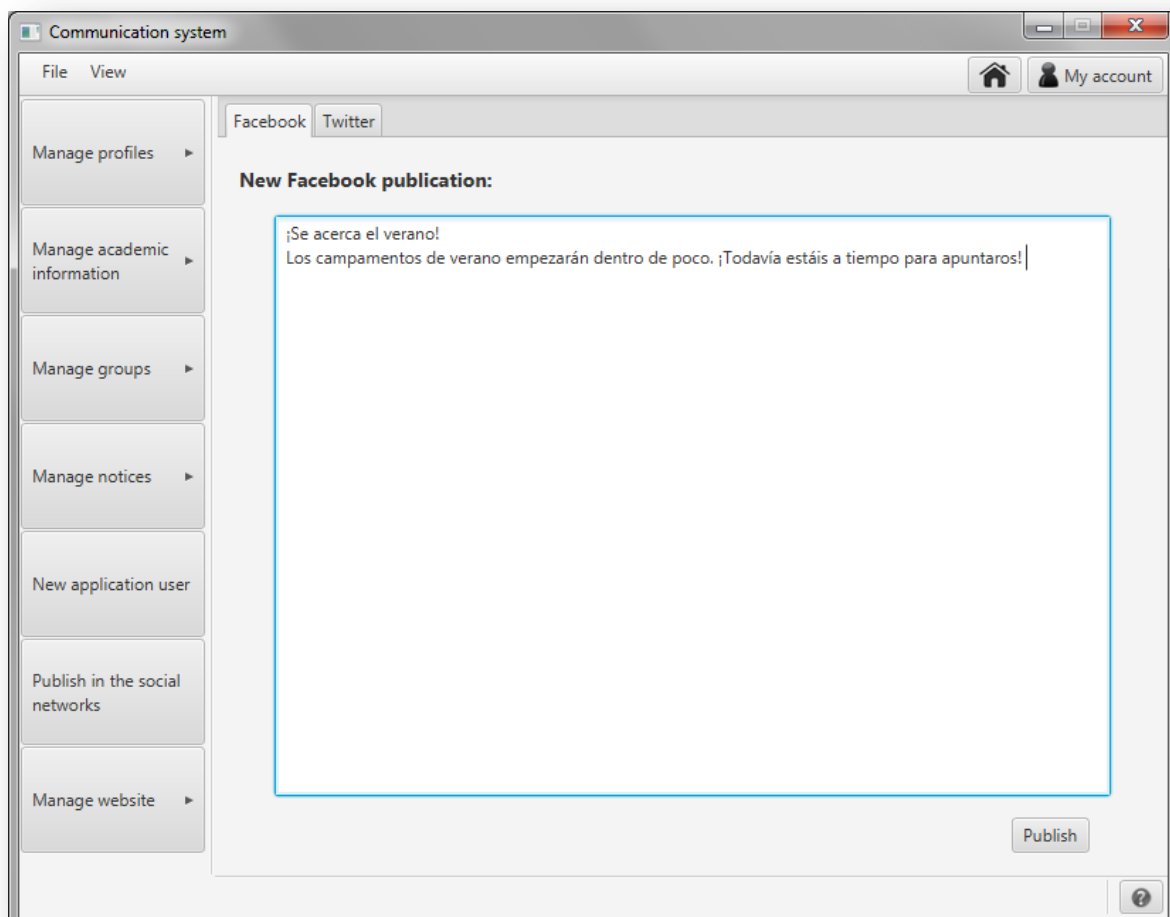 Communication system
File View
My account
Manage profiles
Manage academic
information
Manage groups
Manage notices
New application user
Publish in the social
networks
Manage website
Facebook Twitter
New Facebook publication:
¡Se acerca el verano!
Los campamentos de verano empezarán dentro de poco. ¡Todavía estáis a tiempo para apuntaros!
Publish
?